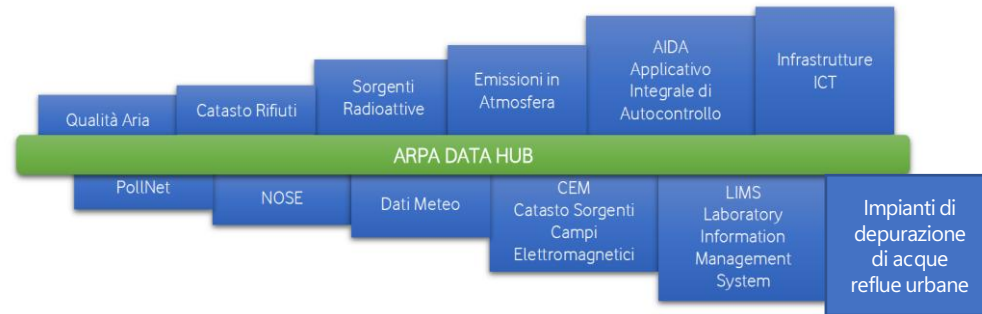 Qualità Aria
Catasto Rifiuti
Sorgenti
Radioattive
Emissioni in
Atmosfera
AIDA
Applicativo
Integrale di
Autocontrollo
Infrastrutture
ICT
ARPA DATA HUB
PollNet
NOSE
Dati Meteo
CEM
Catasto Sorgenti
Campi
Elettromagnetici
LIMS
Laboratory
Information
Management
System
Impianti di
depurazione
di acque
reflue urbane